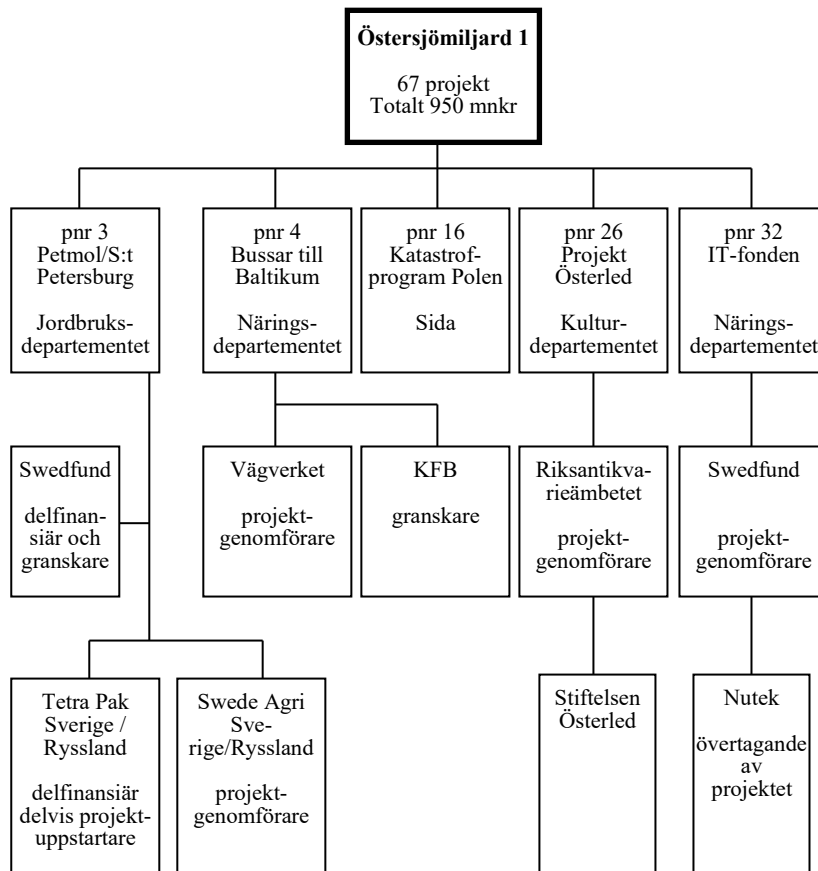 Östersjömiljard 1
67 projekt
Totalt 950 mnkr
pnr 3
Petmol/S:t
Petersburg
Jordbruks-
departementet
pnr 4
Bussar till
Baltikum
Närings-
departementet
pnr 16
Katastrof-
program Polen
Sida
pnr 26
Projekt
Österled
Kultur-
departementet
pnr 32
IT-fonden
Närings-
departementet
Swedfund
delfinan-
siär och
granskare
Vägverket
projekt-
genomförare
KFB
granskare
Riksantikva-
rieämbetet
projekt-
genomförare
Swedfund
projekt-
genomförare
Tetra Pak
Sverige /
Ryssland
delfinansiär
delvis projekt-
uppstartare
Swede Agri
Sve-
rige/Ryssland
projekt-
genomförare
Stiftelsen
Österled
Nutek
övertagande
av
projektet